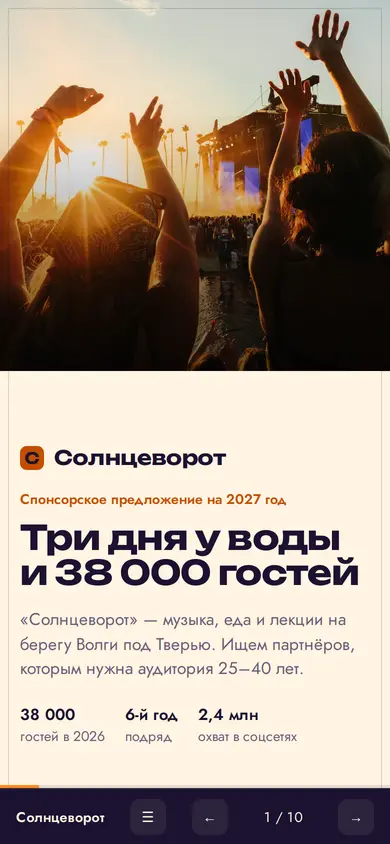 С Солнцеворот
Спонсорское предложение на 2027 год
Три дня у воды
и 38 000 гостей
«Солнцеворот» — музыка, еда и лекции на
берегу Волги под Тверью. Ищем партнёров,
которым нужна аудитория 25–40 лет.
38 000 6-й год 2,4 млн
гостей в 2026 подряд охват в соцсетях
Солнцеворот ☰ ← 1 / 10 →